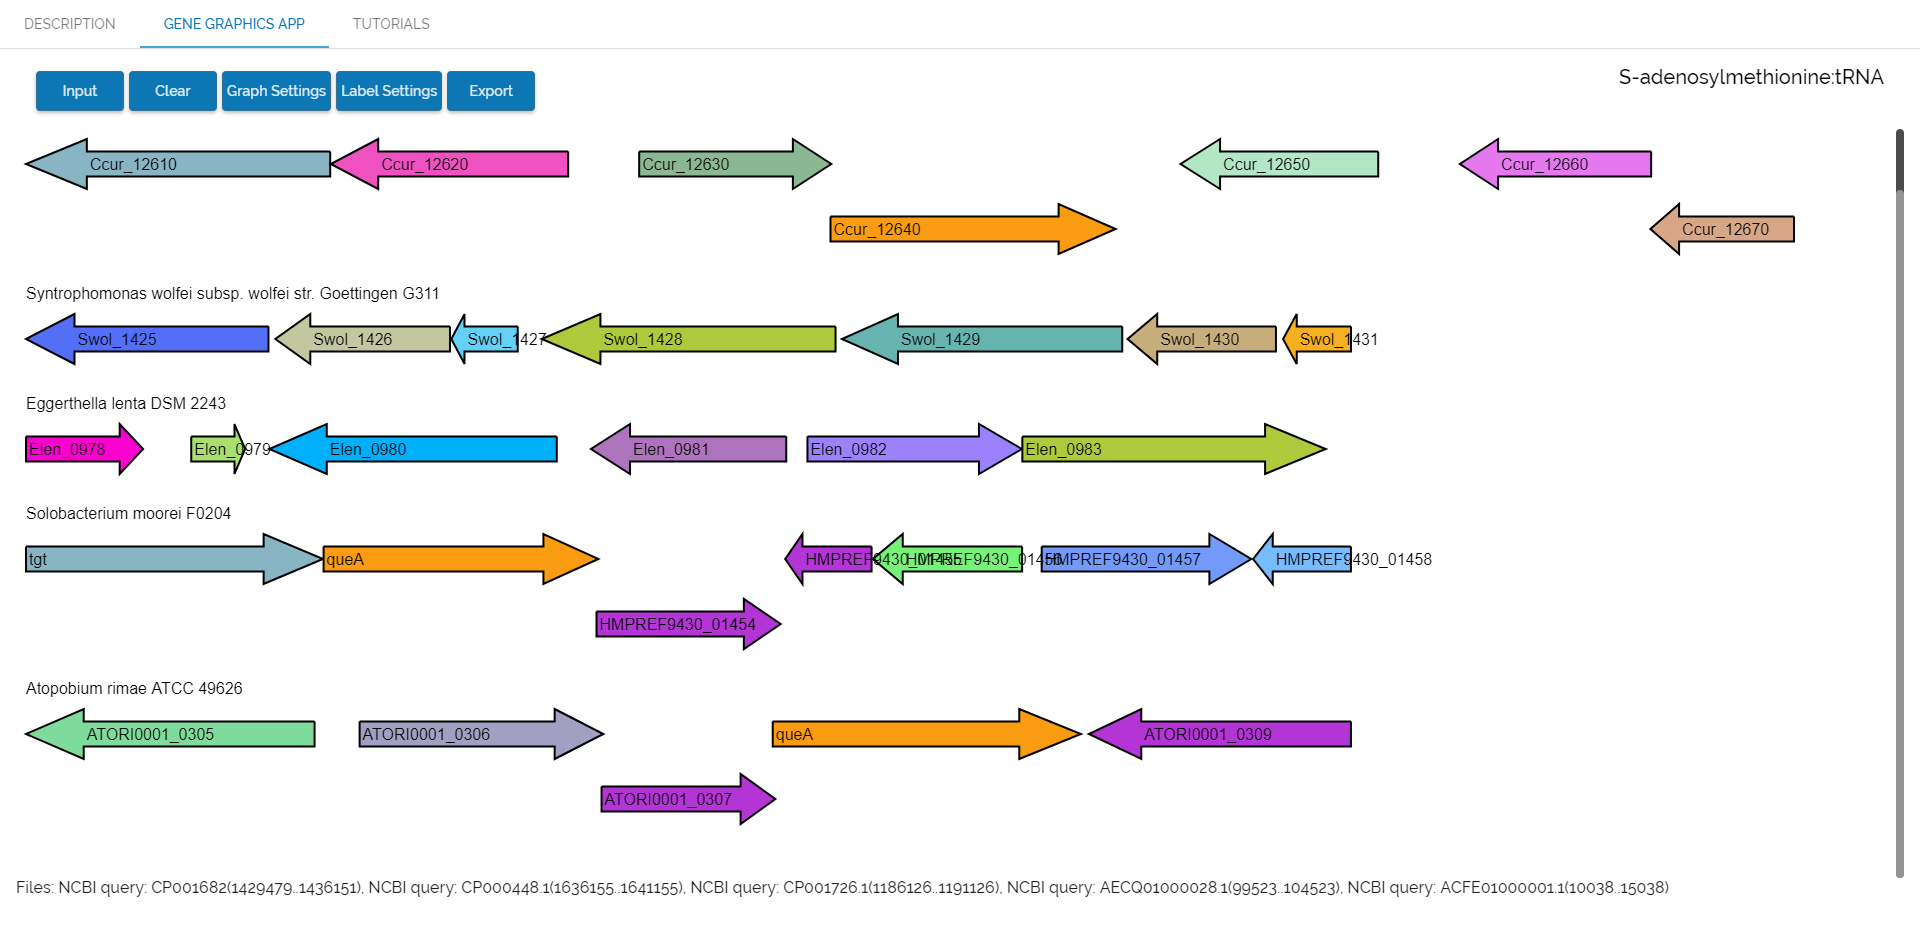 DESCRIPTION GENE GRAPHICS APP TUTORIALS
Input Clear Graph Settings Label Settings Export
S-adenosylmethionine:tRNA
Ccur_12610 Ccur_12620 Ccur_12630 Ccur_12650 Ccur_12660
Ccur_12640 Ccur_12670
Syntrophomonas wolfei subsp. wolfei str. Goettingen G311
Swol_1425 Swol_1426 Swol_1427 Swol_1428 Swol_1429 Swol_1430 Swol_1431
Eggerthella lenta DSM 2243
Elen_0978 Elen_0979 Elen_0980 Elen_0981 Elen_0982 Elen_0983
Solobacterium moorei F0204
tgt queA HMPREF9430_01455 HMPREF9430_01456 HMPREF9430_01457 HMPREF9430_01458
HMPREF9430_01454
Atopobium rimae ATCC 49626
ATORI0001_0305 ATORI0001_0306 queA ATORI0001_0309
ATORI0001_0307
Files: NCBI query: CP001682(1429479..1436151), NCBI query: CP000448.1(1636155..1641155), NCBI query: CP001726.1(1186126..1191126), NCBI query: AECQ01000028.1(99523..104523), NCBI query: ACFE01000001.1(10038..15038)